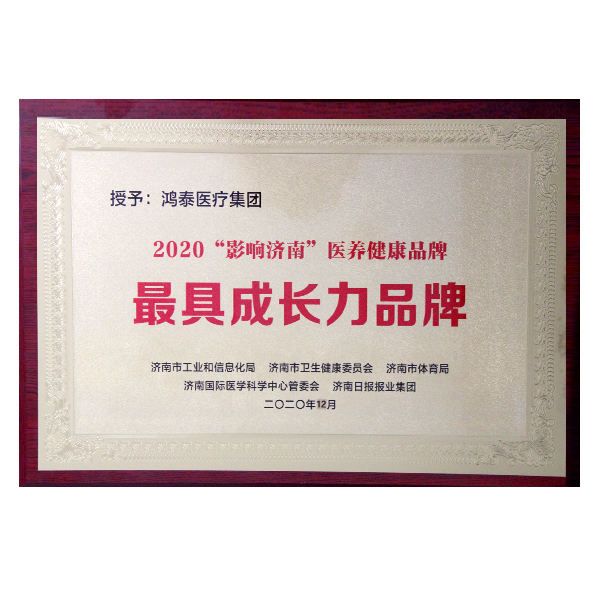 授予：鸿泰医疗集团
2020“影响济南”医养健康品牌
最具成长力品牌
济南市工业和信息化局 济南市卫生健康委员会 济南市体育局
济南国际医学科学中心管委会 济南日报报业集团
二〇二〇年12月